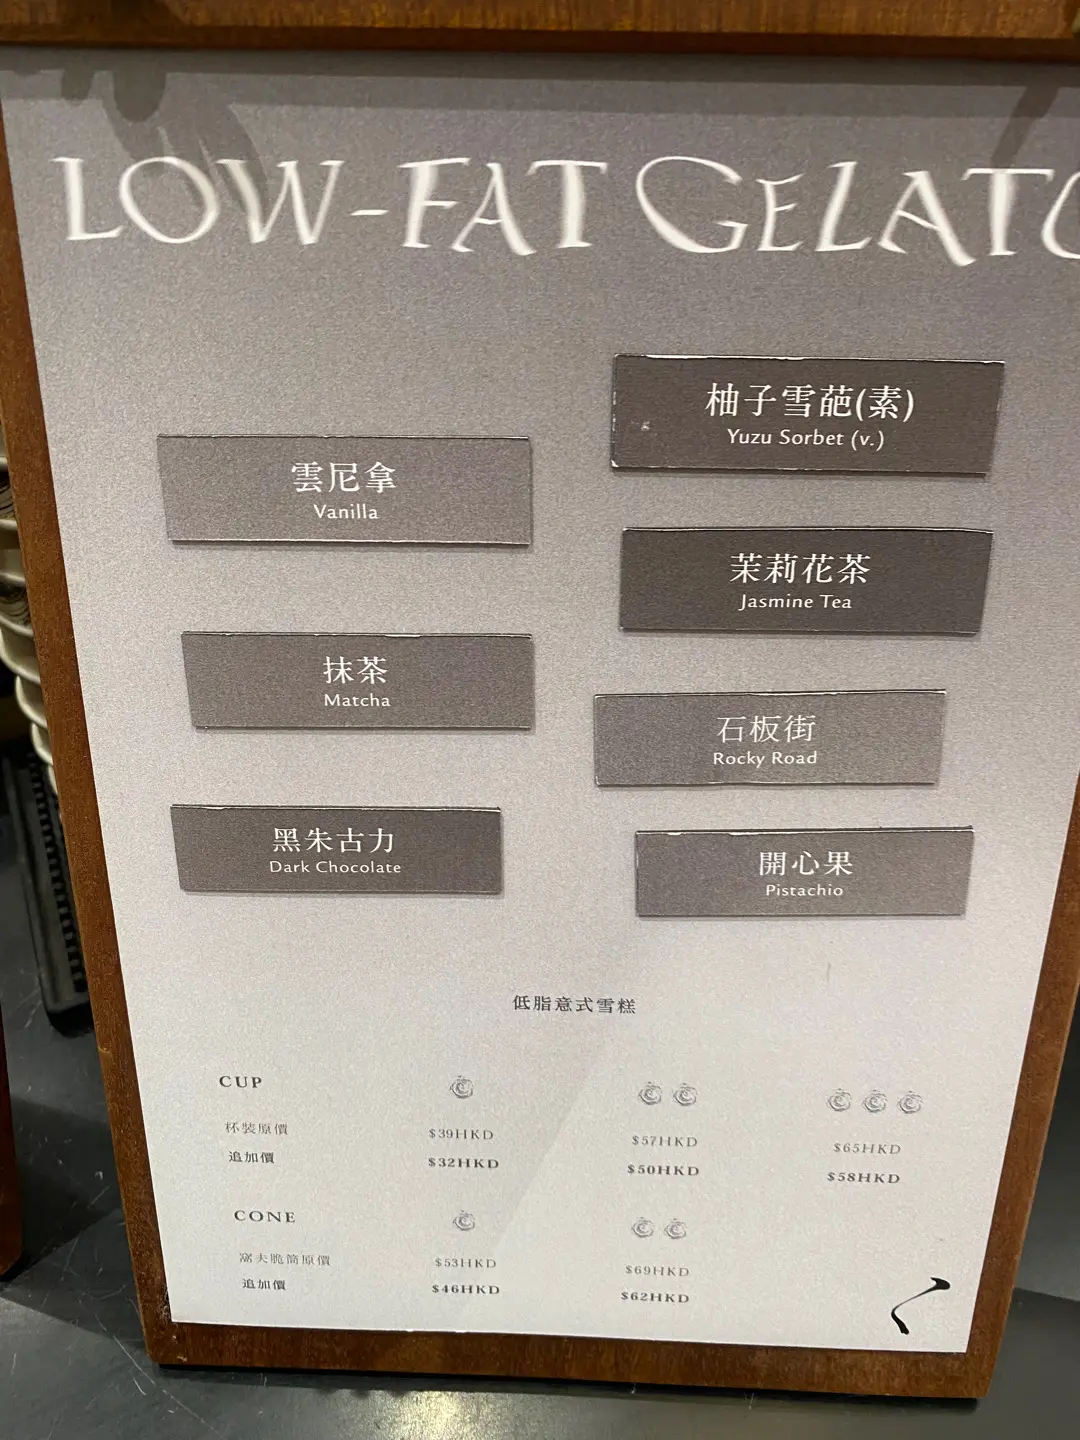 LOW-FAT GELATO
雲尼拿
Vanilla
抹茶
Matcha
黑朱古力
Dark Chocolate
柚子雪葩(素)
Yuzu Sorbet (v.)
茉莉花茶
Jasmine Tea
石板街
Rocky Road
開心果
Pistachio
低脂意式雪糕
CUP
杯裝原價 $39HKD $57HKD $65HKD
追加價 $32HKD $50HKD $58HKD
CONE
窩夫脆筒原價 $53HKD $69HKD
追加價 $46HKD $62HKD